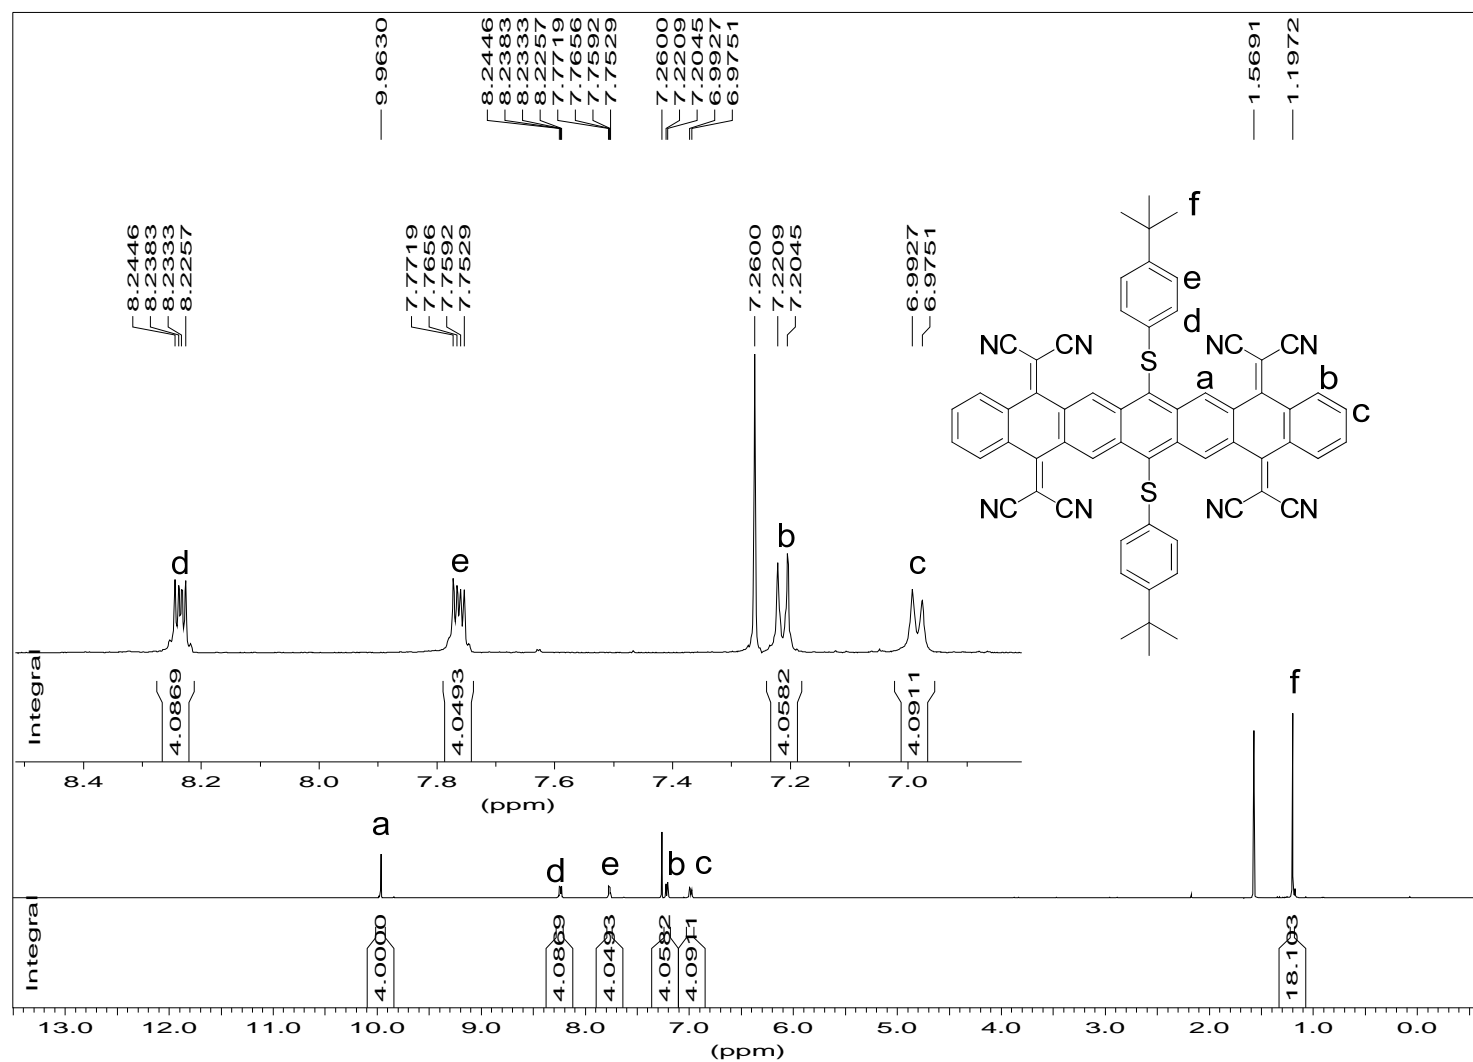 9.9630
8.2446
8.2383
8.2333
8.2257
7.7719
7.7656
7.7592
7.7529
7.2600
7.2209
7.2045
6.9927
6.9751
1.5691
1.1972
8.2446
8.2383
8.2333
8.2257
7.7719
7.7656
7.7592
7.7529
7.2600
7.2209
7.2045
6.9927
6.9751
f
e
d
S
NC CN NC CN
a b
c
S
NC CN NC CN
d e b c
Integral
4.0869
4.0493
4.0582
4.0911
8.4 8.2 8.0 7.8 7.6 7.4 7.2 7.0
(ppm)
f
a d e b c
Integral
4.0000
4.0869
4.0493
4.0582
4.0911
18.103
13.0 12.0 11.0 10.0 9.0 8.0 7.0 6.0 5.0 4.0 3.0 2.0 1.0 0.0
(ppm)